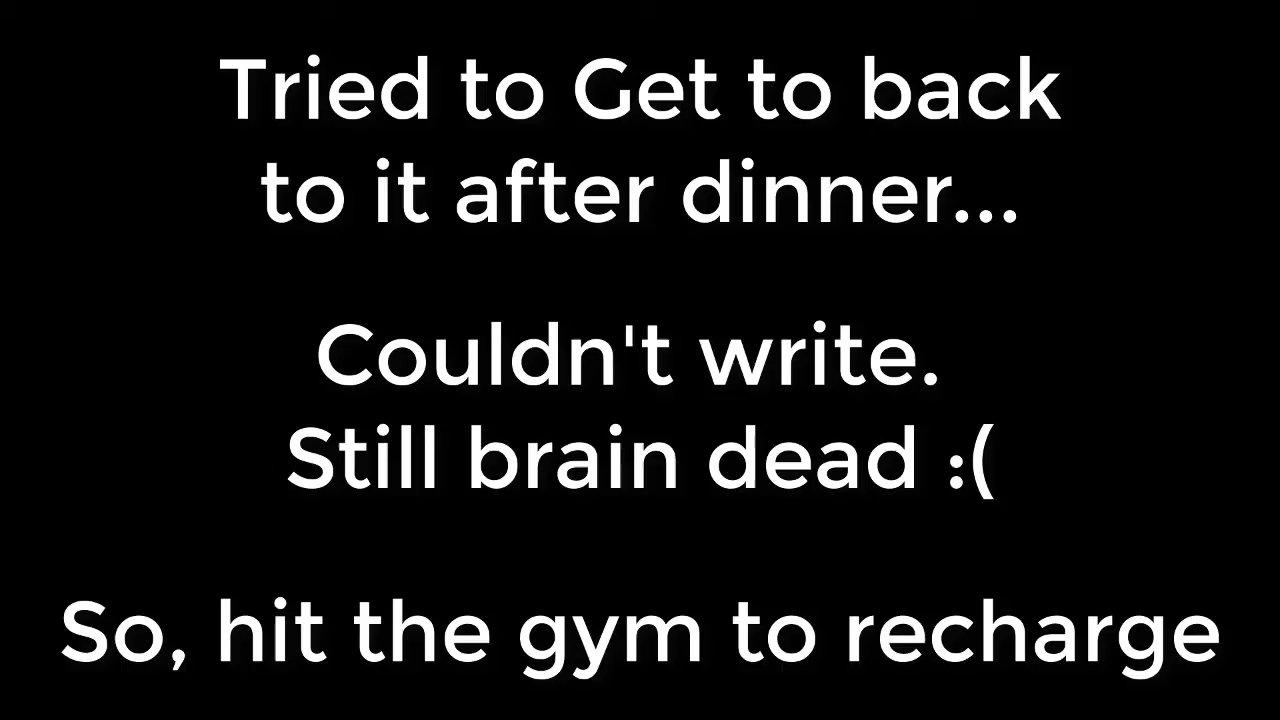 Tried to Get to back
to it after dinner...
Couldn't write.
Still brain dead :(
So, hit the gym to recharge